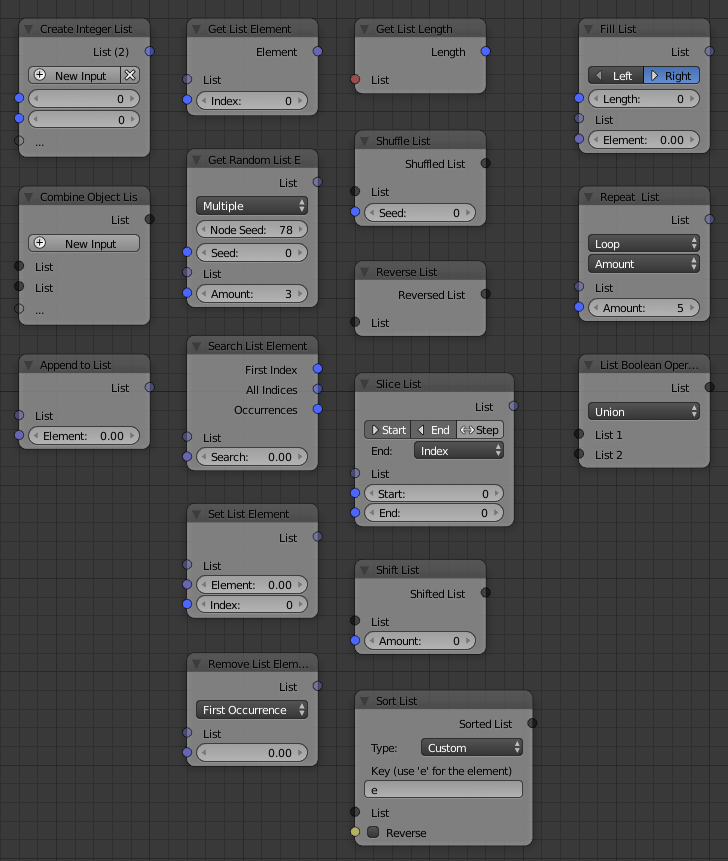 Create Integer List
List (2)
New Input
0
0
...
Combine Object Lis
List
New Input
List
List
...
Append to List
List
List
Element: 0.00
Get List Element
Element
List
Index: 0
Get Random List E
List
Multiple
Node Seed: 78
Seed: 0
List
Amount: 3
Search List Element
First Index
All Indices
Occurrences
List
Search: 0.00
Set List Element
List
List
Element: 0.00
Index: 0
Remove List Elem...
List
First Occurrence
List
0.00
Get List Length
Length
List
Shuffle List
Shuffled List
List
Seed: 0
Reverse List
Reversed List
List
Slice List
List
Start End Step
End: Index
List
Start: 0
End: 0
Shift List
Shifted List
List
Amount: 0
Sort List
Sorted List
Type: Custom
Key (use 'e' for the element)
e
List
Reverse
Fill List
List
Left Right
Length: 0
List
Element: 0.00
Repeat List
List
Loop
Amount
List
Amount: 5
List Boolean Oper...
List
Union
List 1
List 2